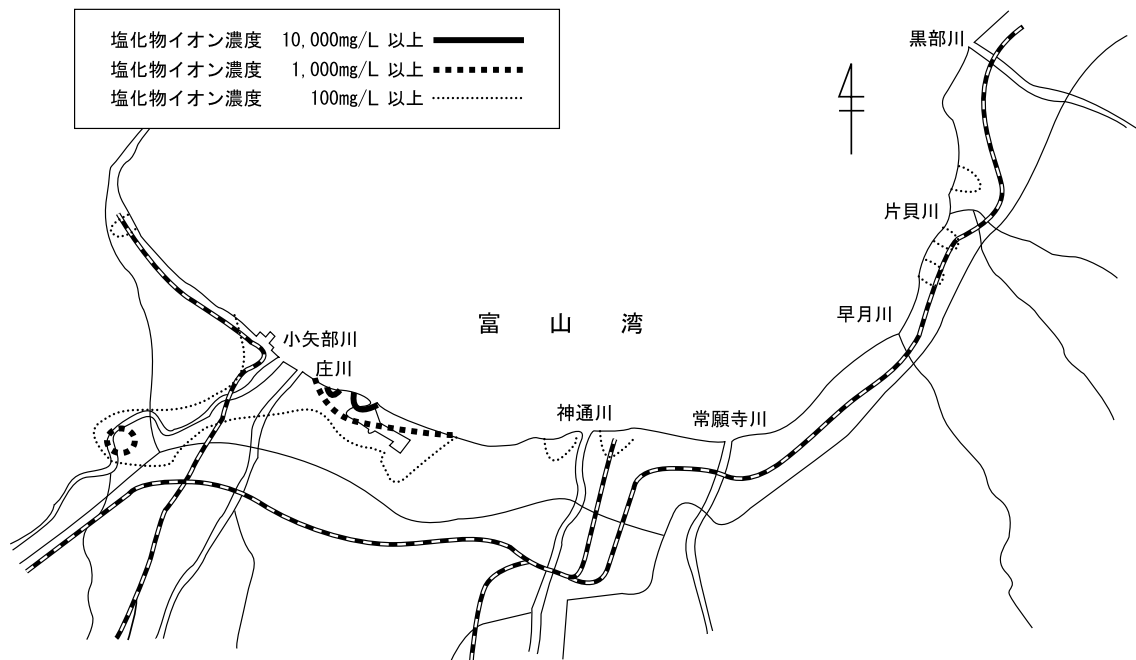 塩化物イオン濃度 10,000㎎/L 以上
塩化物イオン濃度 1,000㎎/L 以上
塩化物イオン濃度 100㎎/L 以上
黒部川
片貝川
早月川
富山湾
小矢部川
庄川
神通川
常願寺川